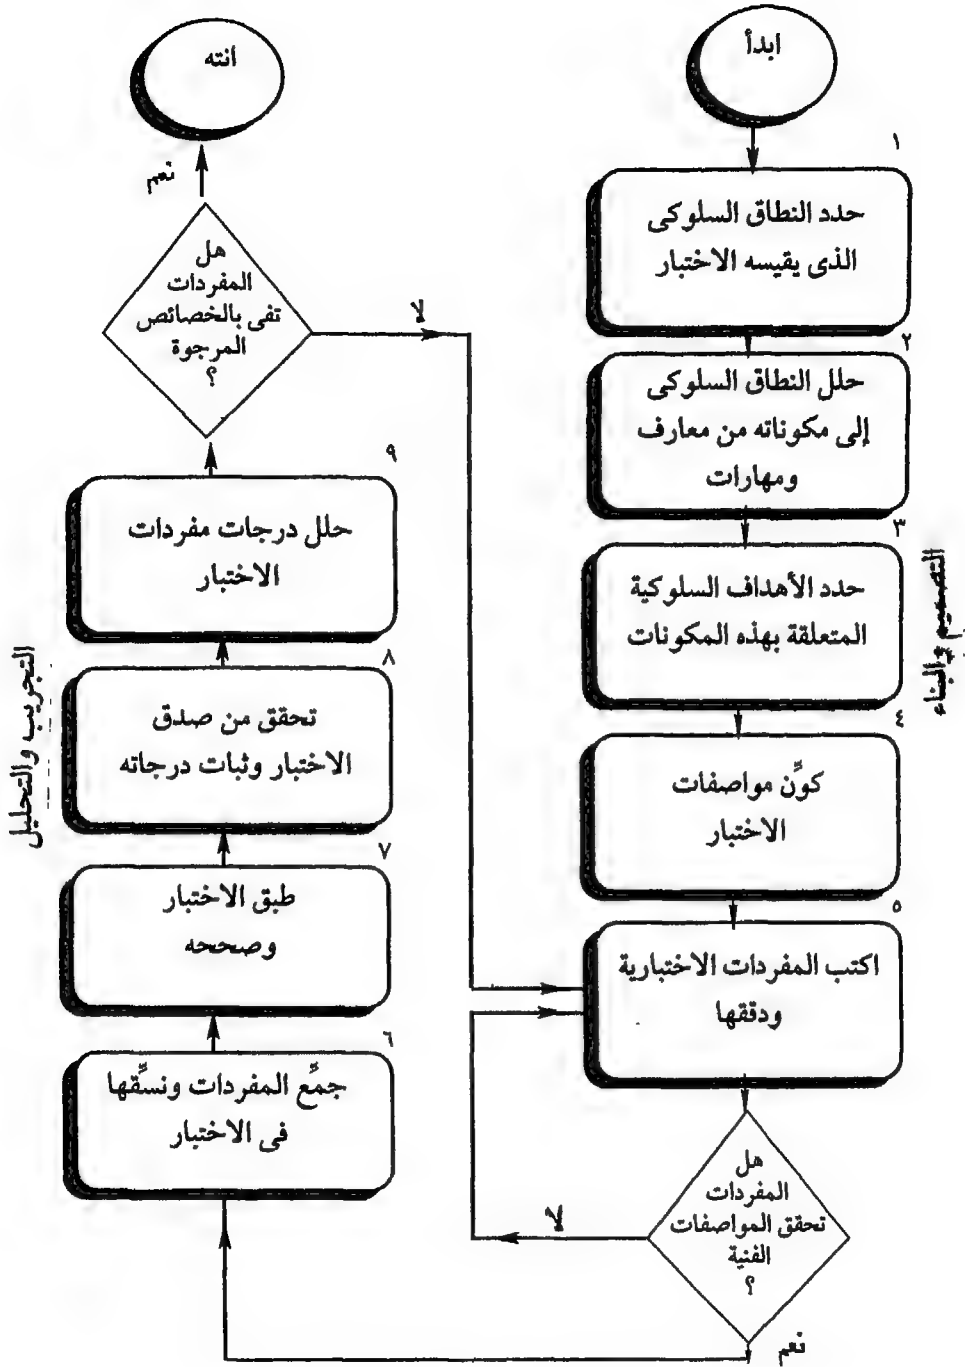 ابدأ
١
حدد النطاق السلوكى
الذى يقيسه الاختبار
٢
حلل النطاق السلوكى
إلى مكوناته من معارف
ومهارات
٣
حدد الأهداف السلوكية
المتعلقة بهذه المكونات
٤
كوِّن مواصفات
الاختبار
٥
اكتب المفردات الاختبارية
ودققها
هل
المفردات
تحقق المواصفات
الفنية
؟
لا
نعم
التصميم والبناء
٦
جمِّع المفردات ونسِّقها
فى الاختبار
٧
طبق الاختبار
وصححه
٨
تحقق من صدق
الاختبار وثبات درجاته
٩
حلل درجات مفردات
الاختبار
هل
المفردات
تفى بالخصائص
المرجوة
؟
لا
نعم
انته
التجريب والتحليل